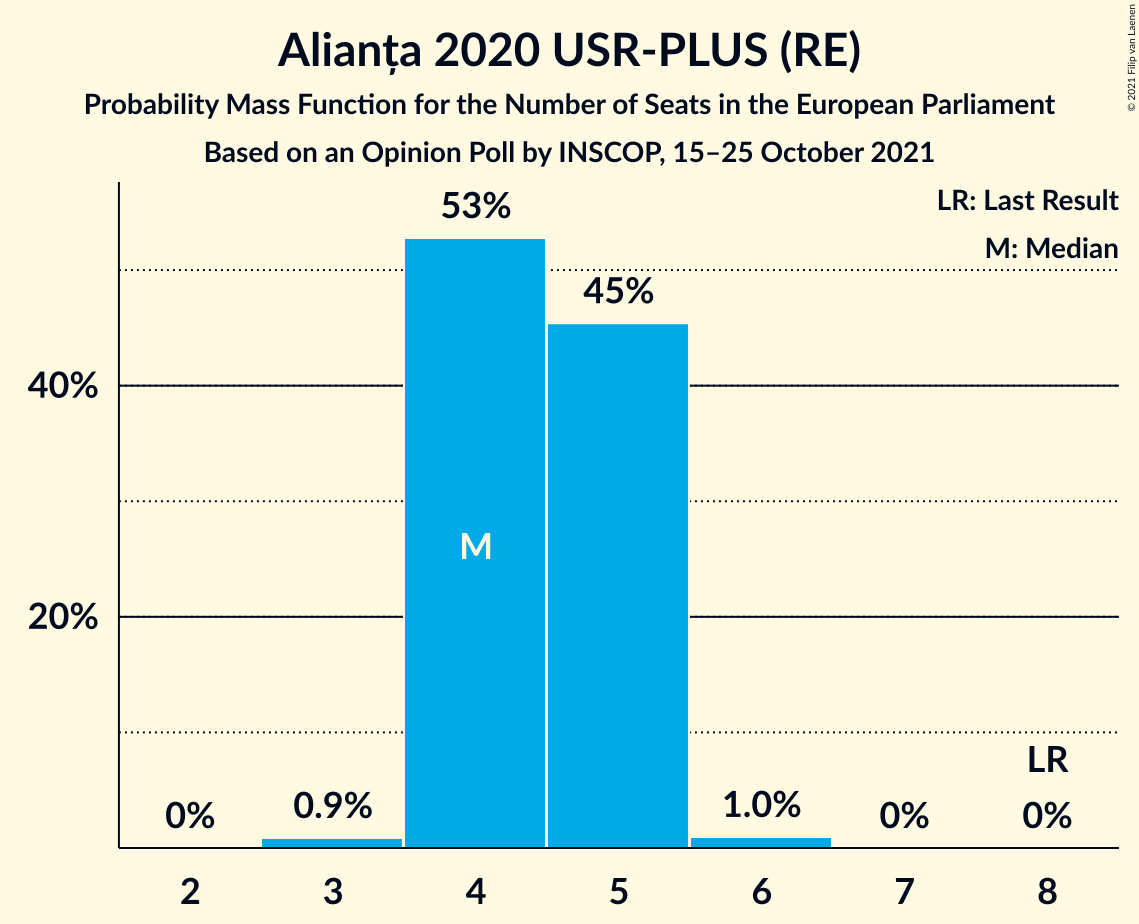 Alianța 2020 USR-PLUS (RE)
Probability Mass Function for the Number of Seats in the European Parliament
Based on an Opinion Poll by INSCOP, 15–25 October 2021
© 2021 Filip van Laenen
LR: Last Result
M: Median
53%
45%
40%
M
20%
LR
0%
0.9%
1.0%
0%
0%
2
3
4
5
6
7
8